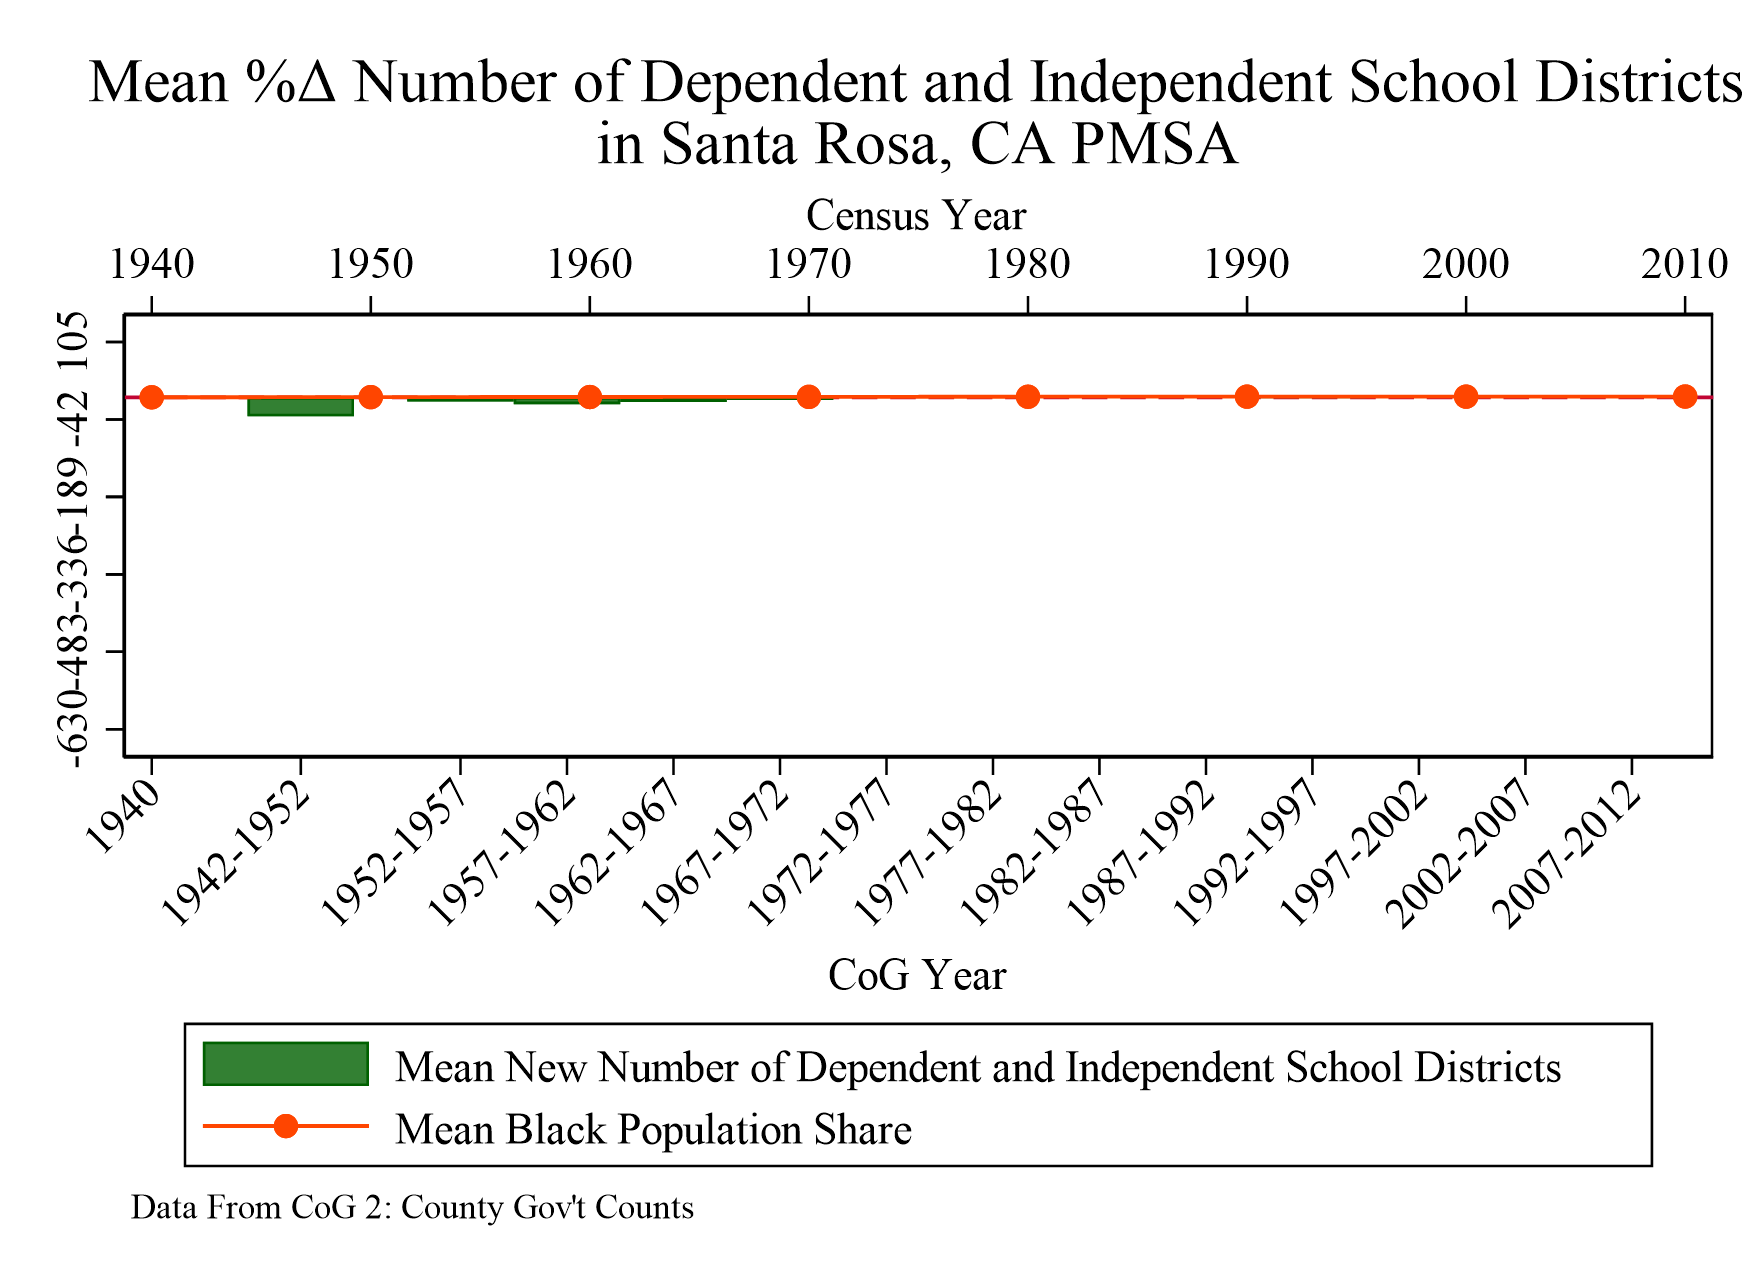 Mean %Δ Number of Dependent and Independent School Districts
in Santa Rosa, CA PMSA
Census Year
1940 1950 1960 1970 1980 1990 2000 2010
105
-42
-189
-336
-483
-630
1940 1942-1952 1952-1957 1957-1962 1962-1967 1967-1972 1972-1977 1977-1982 1982-1987 1987-1992 1992-1997 1997-2002 2002-2007 2007-2012
CoG Year
Mean New Number of Dependent and Independent School Districts
Mean Black Population Share
Data From CoG 2: County Gov't Counts